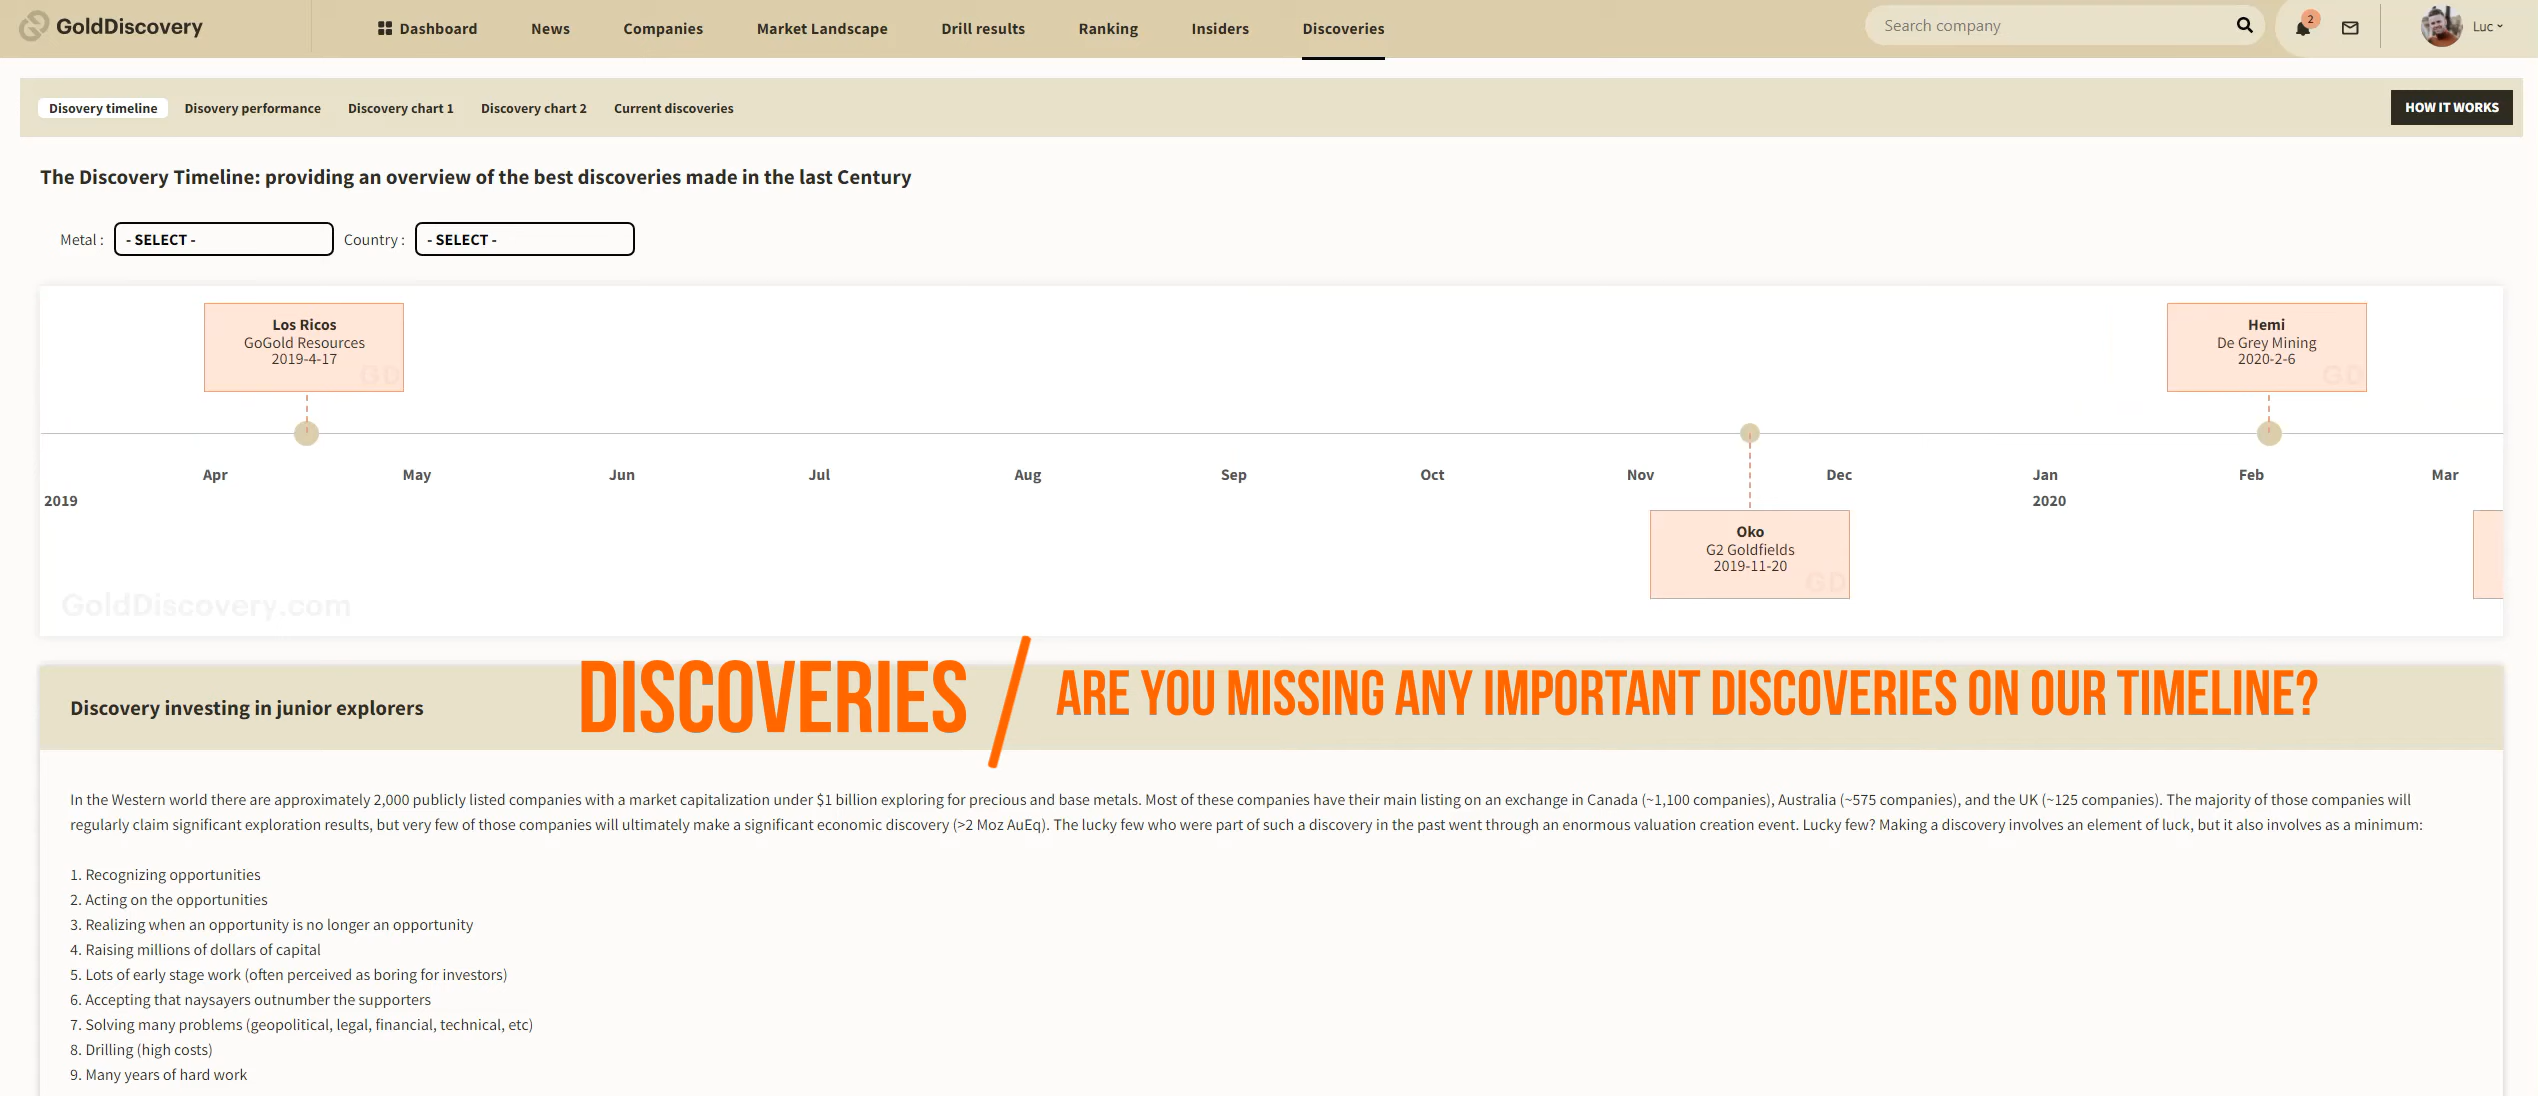 GoldDiscovery
Dashboard
News
Companies
Market Landscape
Drill results
Ranking
Insiders
Discoveries
Search company
2
Luc
Disovery timeline
Disovery performance
Discovery chart 1
Discovery chart 2
Current discoveries
HOW IT WORKS
The Discovery Timeline: providing an overview of the best discoveries made in the last Century
Metal :
- SELECT -
Country :
- SELECT -
Los Ricos
GoGold Resources
2019-4-17
GD
Hemi
De Grey Mining
2020-2-6
GD
Apr
May
Jun
Jul
Aug
Sep
Oct
Nov
Dec
Jan
Feb
Mar
2019
2020
Oko
G2 Goldfields
2019-11-20
GD
GoldDiscovery.com
DISCOVERIES / ARE YOU MISSING ANY IMPORTANT DISCOVERIES ON OUR TIMELINE?
Discovery investing in junior explorers
In the Western world there are approximately 2,000 publicly listed companies with a market capitalization under $1 billion exploring for precious and base metals. Most of these companies have their main listing on an exchange in Canada (~1,100 companies), Australia (~575 companies), and the UK (~125 companies). The majority of those companies will
regularly claim significant exploration results, but very few of those companies will ultimately make a significant economic discovery (>2 Moz AuEq). The lucky few who were part of such a discovery in the past went through an enormous valuation creation event. Lucky few? Making a discovery involves an element of luck, but it also involves as a minimum:
1. Recognizing opportunities
2. Acting on the opportunities
3. Realizing when an opportunity is no longer an opportunity
4. Raising millions of dollars of capital
5. Lots of early stage work (often perceived as boring for investors)
6. Accepting that naysayers outnumber the supporters
7. Solving many problems (geopolitical, legal, financial, technical, etc)
8. Drilling (high costs)
9. Many years of hard work